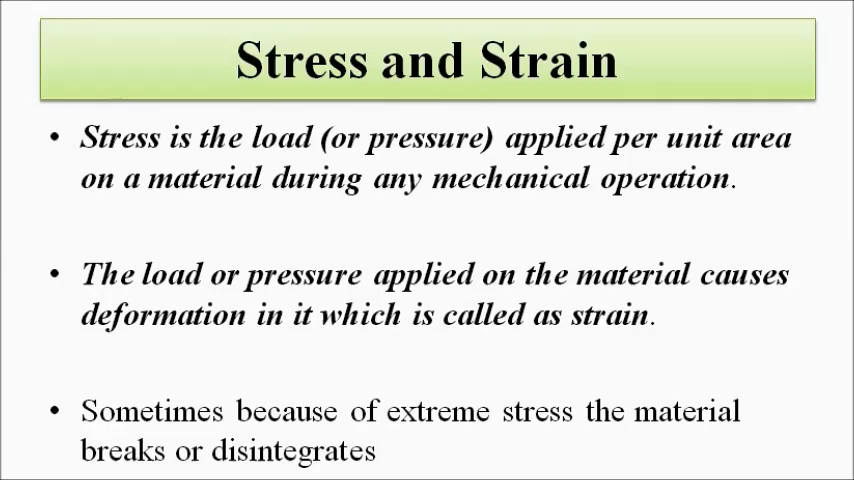 Stress and Strain
• Stress is the load (or pressure) applied per unit area
on a material during any mechanical operation.
• The load or pressure applied on the material causes
deformation in it which is called as strain.
• Sometimes because of extreme stress the material
breaks or disintegrates